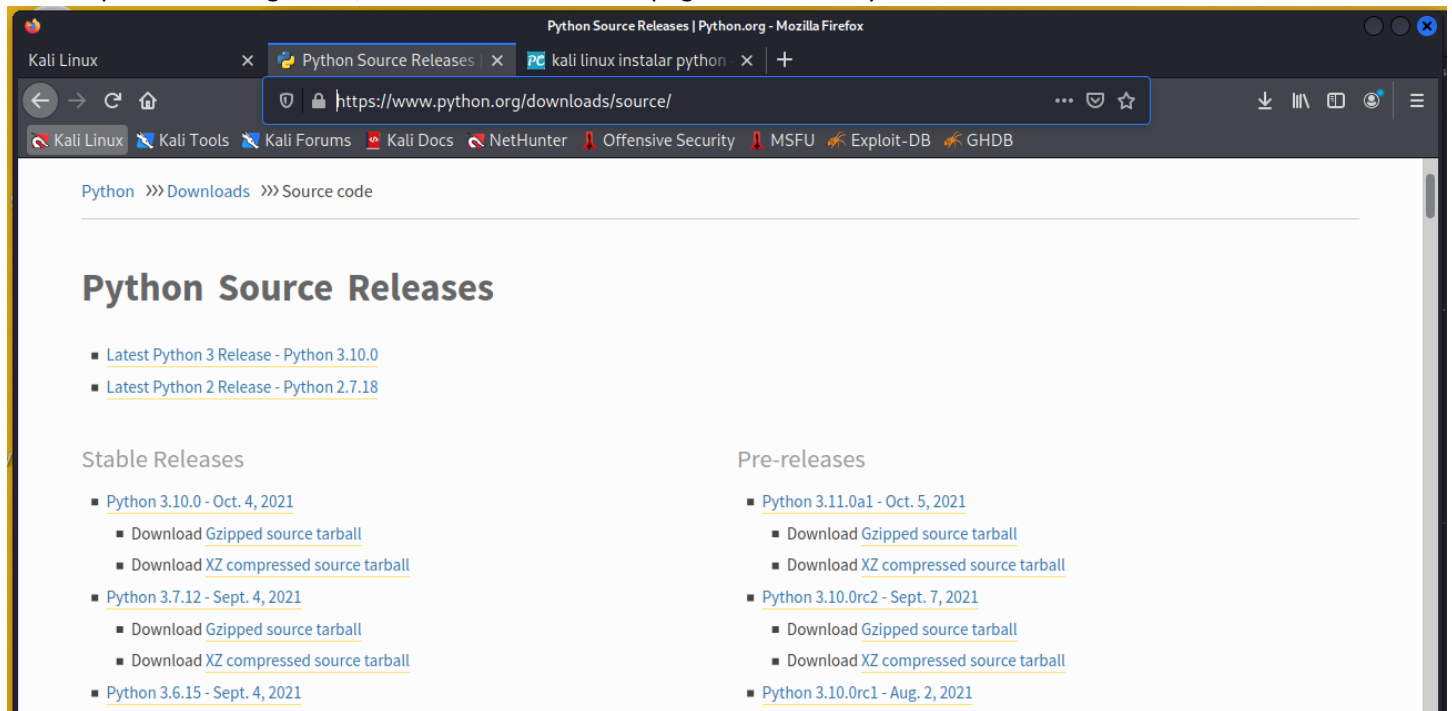 Python Source Releases | Python.org - Mozilla Firefox
Kali Linux Python Source Releases | kali linux instalar python
https://www.python.org/downloads/source/
Kali Linux Kali Tools Kali Forums Kali Docs NetHunter Offensive Security MSFU Exploit-DB GHDB
Python >>> Downloads >>> Source code
Python Source Releases
Latest Python 3 Release - Python 3.10.0
Latest Python 2 Release - Python 2.7.18
Stable Releases
Python 3.10.0 - Oct. 4, 2021
Download Gzipped source tarball
Download XZ compressed source tarball
Python 3.7.12 - Sept. 4, 2021
Download Gzipped source tarball
Download XZ compressed source tarball
Python 3.6.15 - Sept. 4, 2021
Pre-releases
Python 3.11.0a1 - Oct. 5, 2021
Download Gzipped source tarball
Download XZ compressed source tarball
Python 3.10.0rc2 - Sept. 7, 2021
Download Gzipped source tarball
Download XZ compressed source tarball
Python 3.10.0rc1 - Aug. 2, 2021